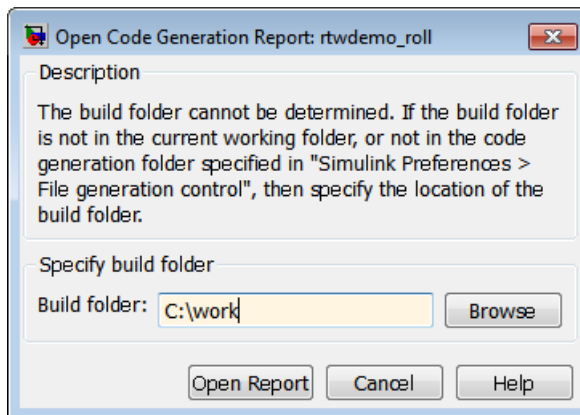 Open Code Generation Report: rtwdemo_roll
Description
The build folder cannot be determined. If the build folder
is not in the current working folder, or not in the code
generation folder specified in "Simulink Preferences >
File generation control", then specify the location of the
build folder.
Specify build folder
Build folder: C:\work Browse
Open Report Cancel Help